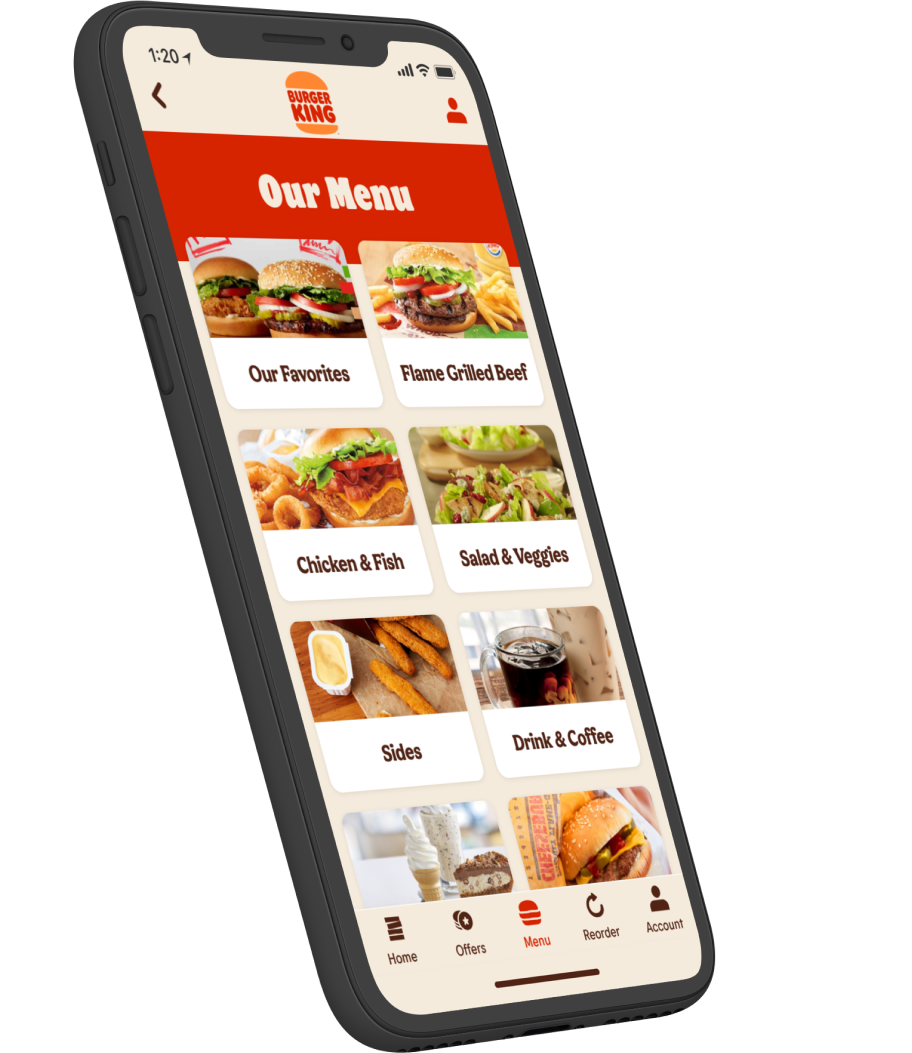 1:20
BURGER
KING
Our Menu
Our Favorites
Flame Grilled Beef
Chicken & Fish
Salad & Veggies
Sides
Drink & Coffee
Home
Offers
Menu
Reorder
Account